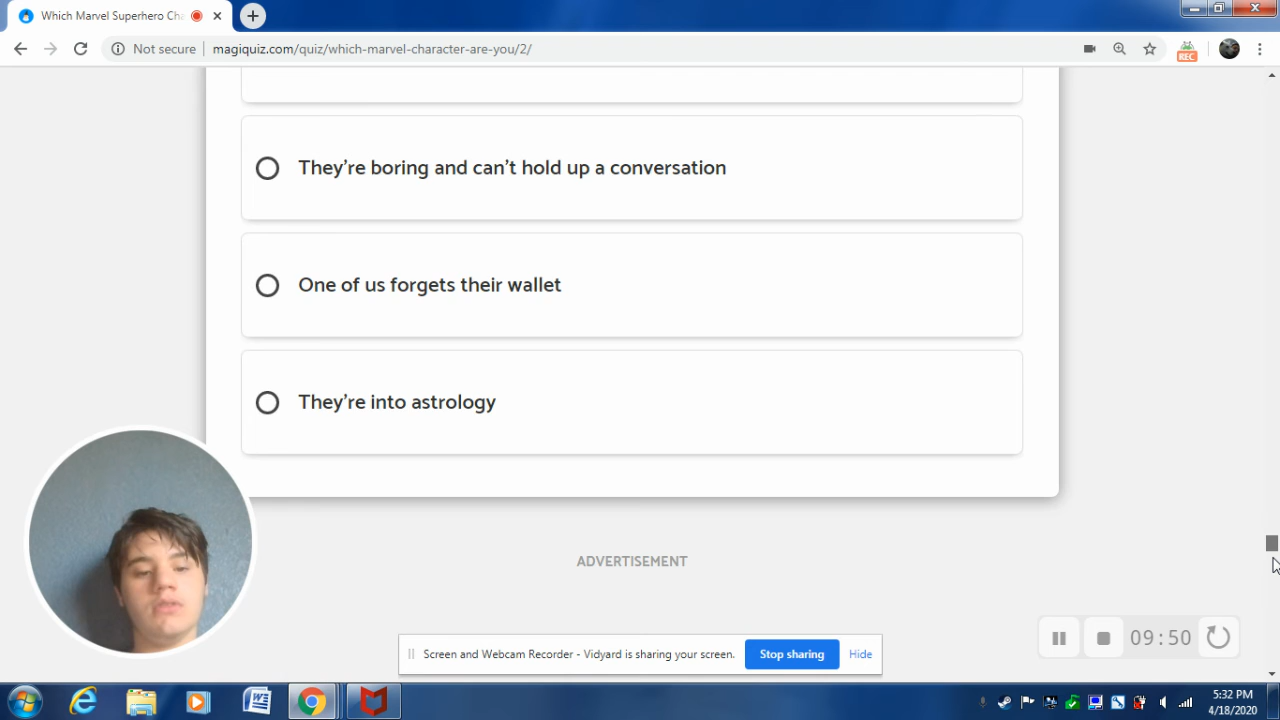 Which Marvel Superhero Cha
Not secure
magiquiz.com/quiz/which-marvel-character-are-you/2/
REC
They're boring and can't hold up a conversation
One of us forgets their wallet
They're into astrology
ADVERTISEMENT
09:50
Screen and Webcam Recorder - Vidyard is sharing your screen.
Stop sharing
Hide
5:32 PM
4/18/2020